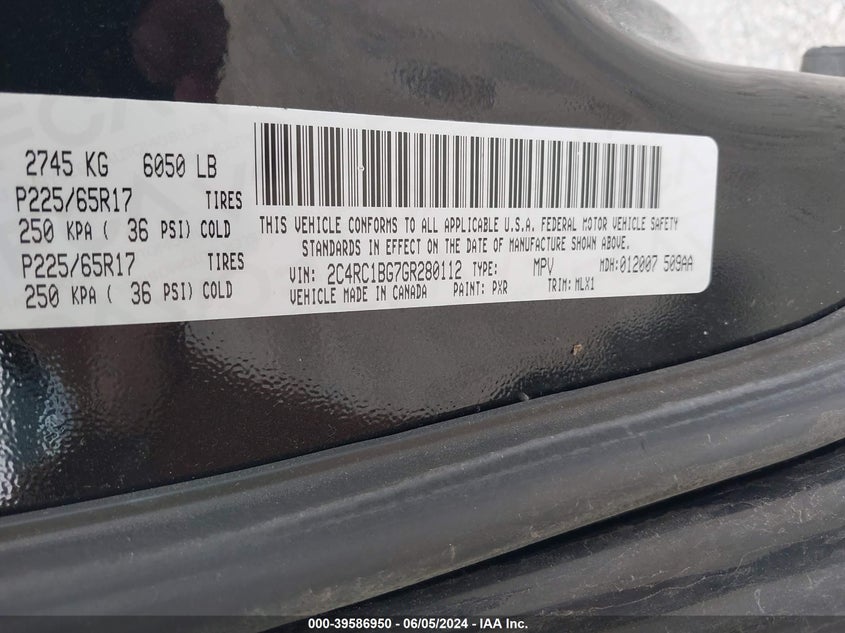 2745 KG 6050 LB
P225/65R17 TIRES
250 KPA ( 36 PSI) COLD
P225/65R17 TIRES
250 KPA ( 36 PSI) COLD
THIS VEHICLE CONFORMS TO ALL APPLICABLE U.S.A. FEDERAL MOTOR VEHICLE SAFETY
STANDARDS IN EFFECT ON THE DATE OF MANUFACTURE SHOWN ABOVE.
VIN: 2C4RC1BG7GR280112 TYPE: MPV MDH:012007 509AA
VEHICLE MADE IN CANADA PAINT: PXR TRIM: MLX1
000-39586950 - 06/05/2024 - IAA Inc.